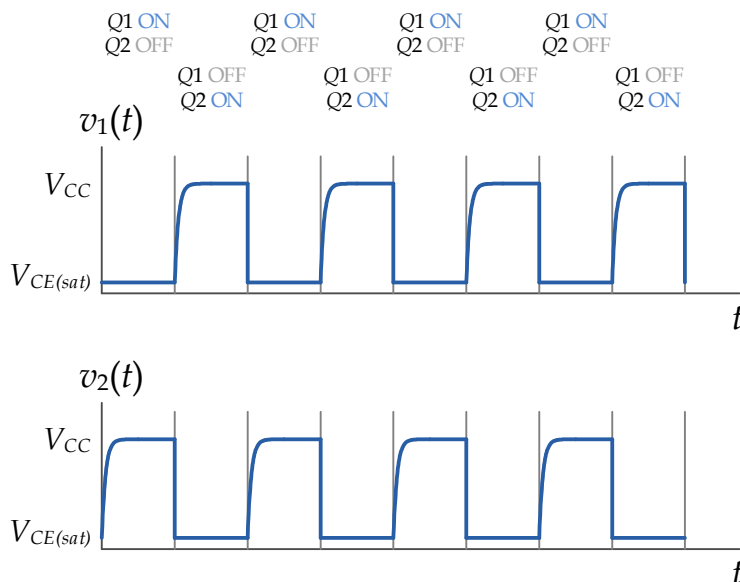 Q1 ON Q1 ON Q1 ON Q1 ON
Q2 OFF Q2 OFF Q2 OFF Q2 OFF
Q1 OFF Q1 OFF Q1 OFF Q1 OFF
Q2 ON Q2 ON Q2 ON Q2 ON
v1(t)
VCC
VCE(sat)
t
v2(t)
VCC
VCE(sat)
t